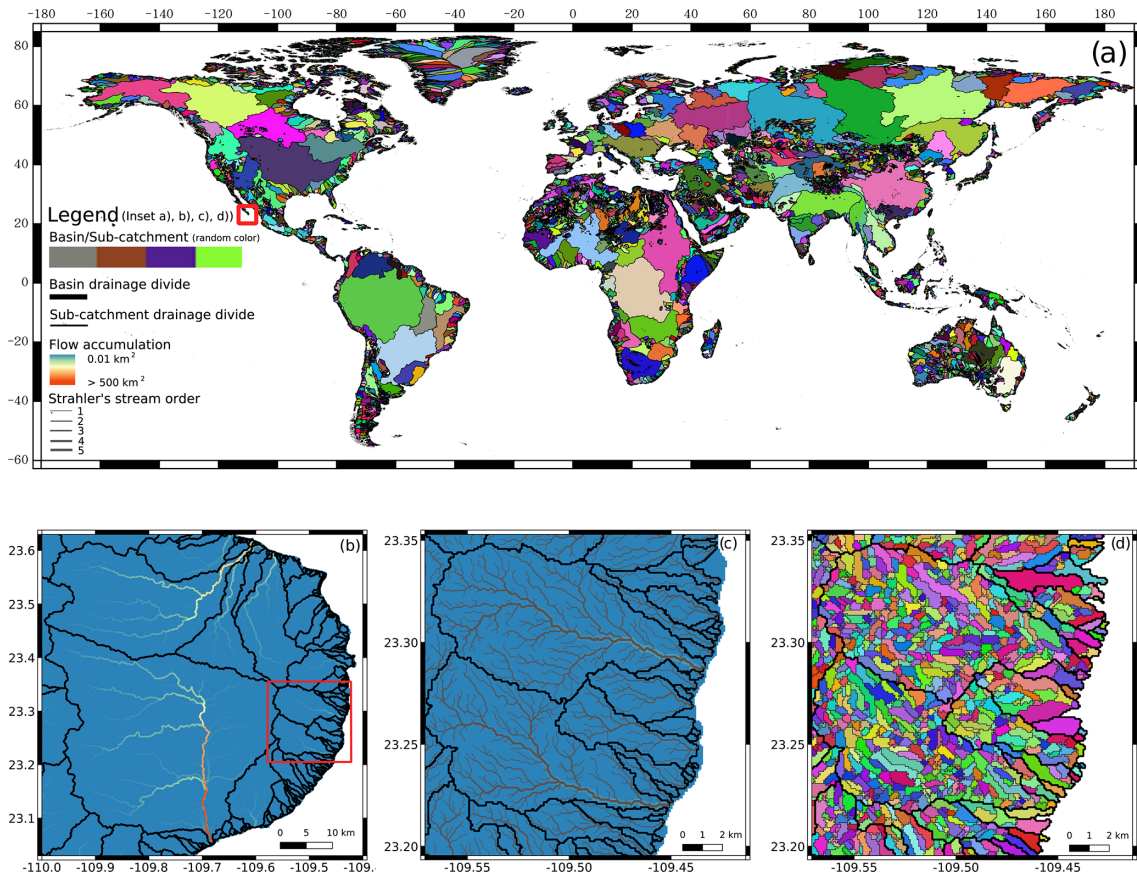 −180 −160 −140 −120 −100 −80 −60 −40 −20 0 20 40 60 80 100 120 140 160 180
(a)
80
60
40
20
0
−20
−40
−60
Legend (Inset a), b), c), d))
Basin/Sub-catchment (random color)
Basin drainage divide
Sub-catchment drainage divide
Flow accumulation
0.01 km 2
> 500 km 2
Strahler's stream order
1
2
3
4
5
(b)
23.6
23.5
23.4
23.3
23.2
23.1
0 5 10 km
-110.0 -109.9 -109.8 -109.7 -109.6 -109.5 -109.
(c)
23.35
23.30
23.25
23.20
0 1 2 km
-109.55 -109.50 -109.45
(d)
23.35
23.30
23.25
23.20
0 1 2 km
-109.55 -109.50 -109.45